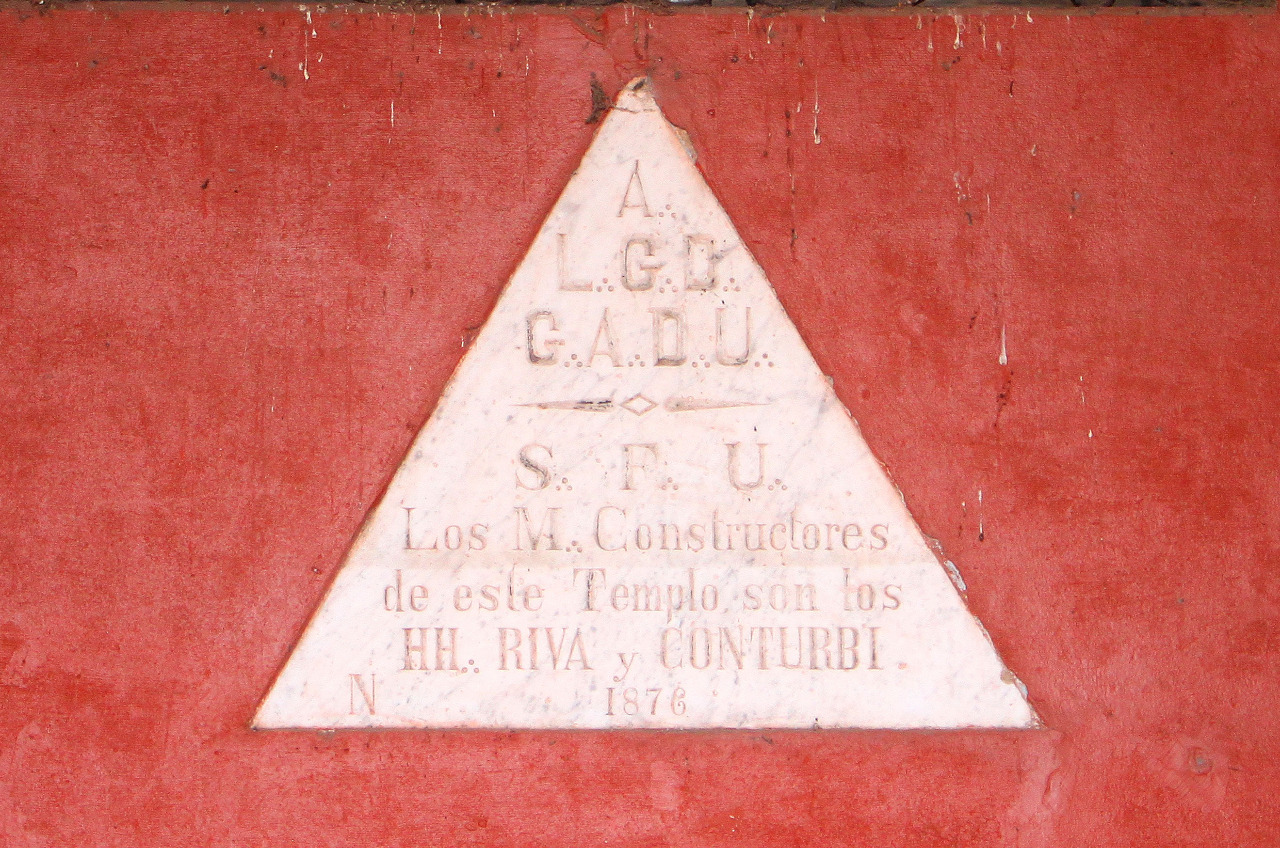 A∴
L∴G∴D∴
G∴A∴D∴U∴
S∴ F∴ U∴
Los M∴ Constructores
de este Templo son los
HH∴ RIVA y CONTURBI.
N 1876